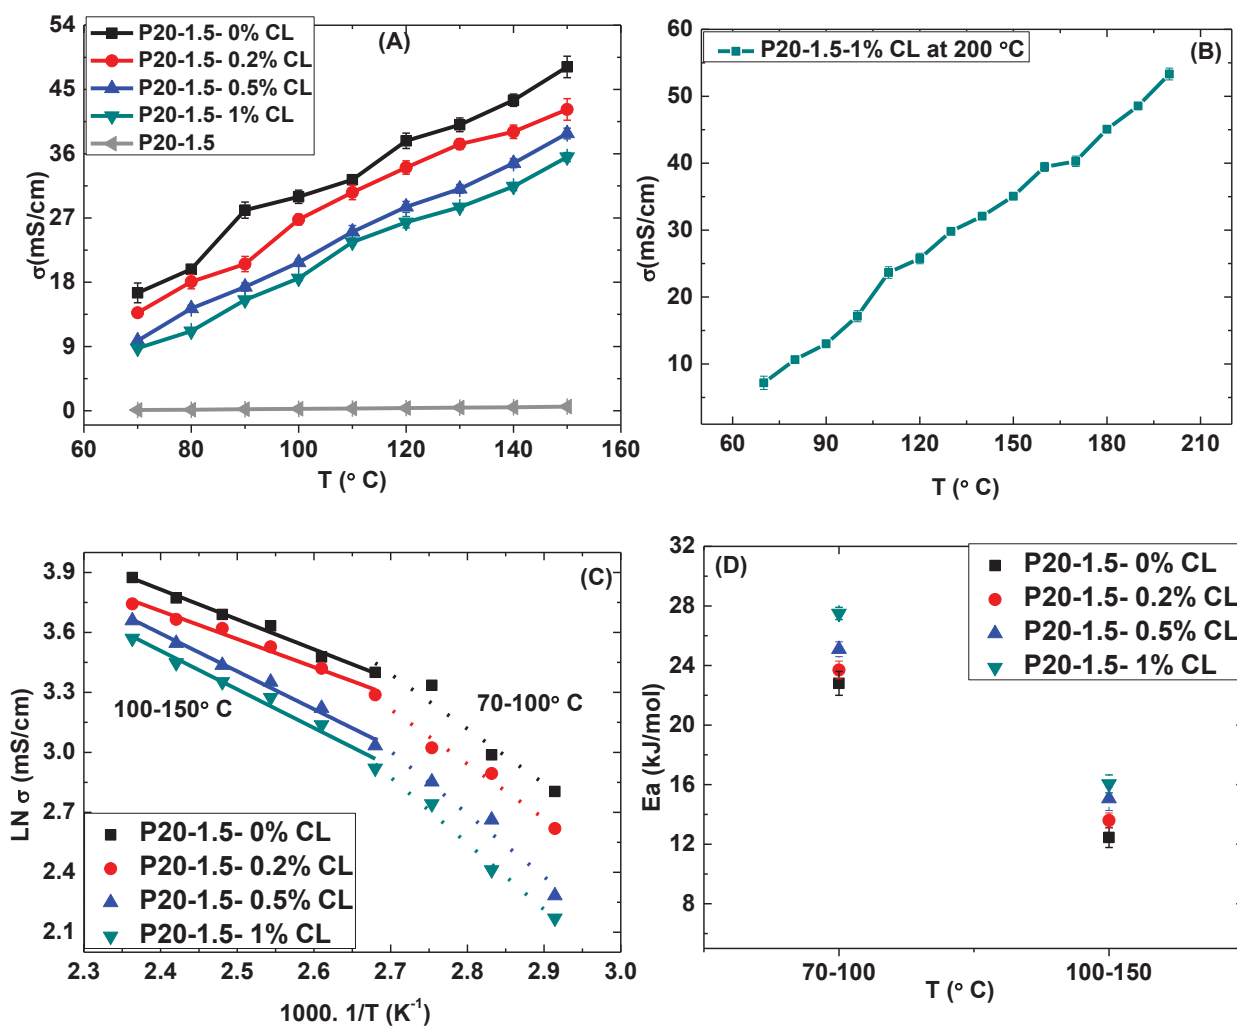 (A)
P20-1.5- 0% CL
P20-1.5- 0.2% CL
P20-1.5- 0.5% CL
P20-1.5- 1% CL
P20-1.5
σ(mS/cm)
54
45
36
27
18
9
0
60 80 100 120 140 160
T (° C)
(B)
P20-1.5-1% CL at 200 °C
σ(mS/cm)
60
50
40
30
20
10
60 90 120 150 180 210
T (° C)
(C)
LN σ (mS/cm)
3.9
3.6
3.3
3.0
2.7
2.4
2.1
100-150° C
70-100° C
P20-1.5- 0% CL
P20-1.5- 0.2% CL
P20-1.5- 0.5% CL
P20-1.5- 1% CL
2.3 2.4 2.5 2.6 2.7 2.8 2.9 3.0
1000. 1/T (K⁻¹)
(D)
P20-1.5- 0% CL
P20-1.5- 0.2% CL
P20-1.5- 0.5% CL
P20-1.5- 1% CL
Ea (kJ/mol)
32
28
24
20
16
12
8
70-100 100-150
T (° C)